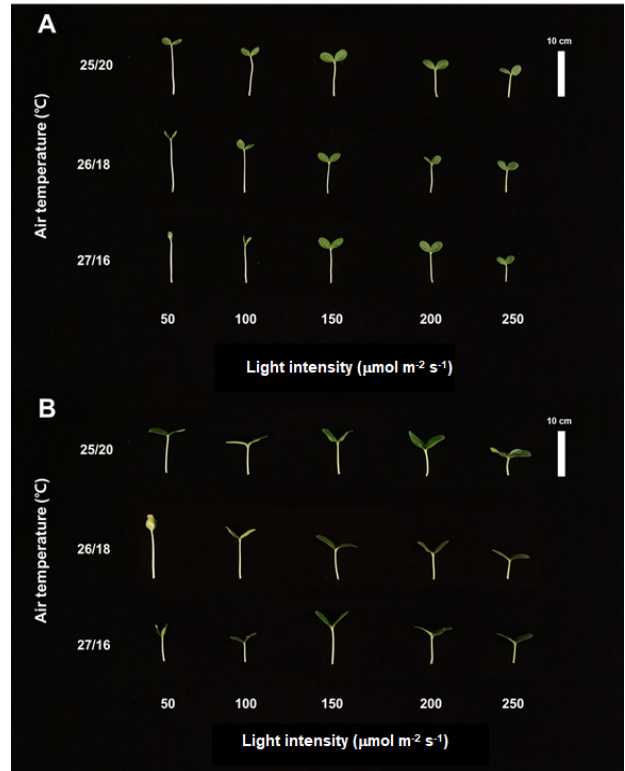 A
25/20
10 cm
26/18
27/16
Air temperature (℃)
50 100 150 200 250
Light intensity (μmol m⁻² s⁻¹)
B
25/20
10 cm
26/18
27/16
Air temperature (℃)
50 100 150 200 250
Light intensity (μmol m⁻² s⁻¹)